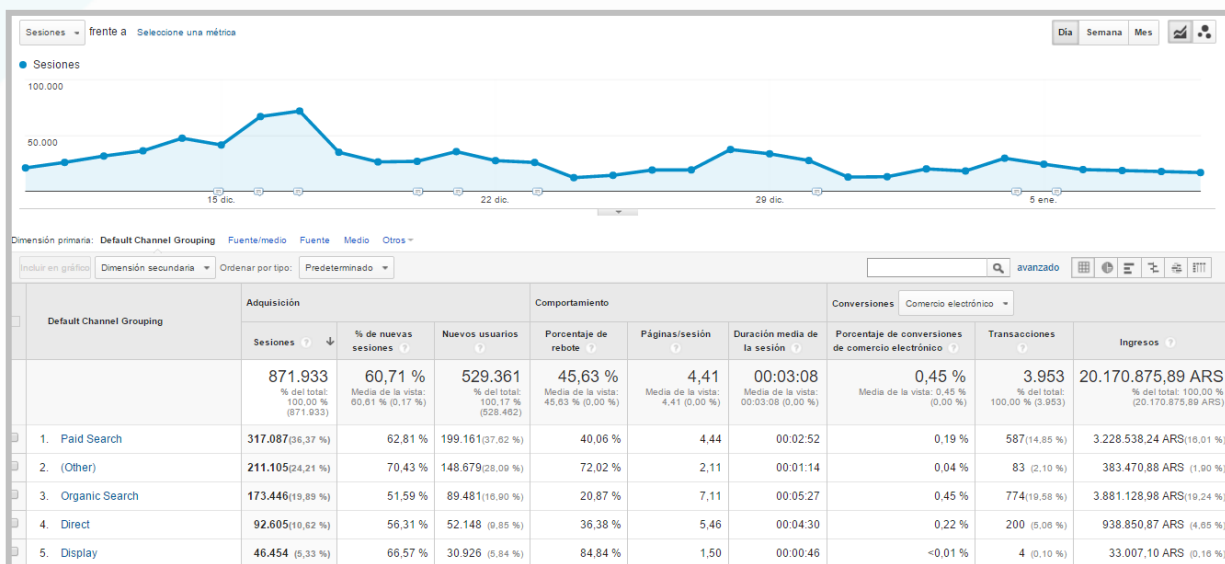 Sesiones frente a Seleccione una métrica Día Semana Mes
Sesiones
100.000
50.000
15 dic. 22 dic. 29 dic. 5 ene.
Dimensión primaria: Default Channel Grouping Fuente/medio Fuente Medio Otros
Incluir en gráfico Dimensión secundaria Ordenar por tipo: Predeterminado avanzado
Default Channel Grouping
Adquisición Comportamiento Conversiones Comercio electrónico
Sesiones ? % de nuevas sesiones ? Nuevos usuarios ? Porcentaje de rebote ? Páginas/sesión ? Duración media de la sesión ? Porcentaje de conversiones de comercio electrónico ? Transacciones ? Ingresos ?
871.933 60,71 % 529.361 45,63 % 4,41 00:03:08 0,45 % 3.953 20.170.875,89 ARS
% del total: 100,00 % (871.933) Media de la vista: 60,61 % (0,17 %) % del total: 100,17 % (528.462) Media de la vista: 45,63 % (0,00 %) Media de la vista: 4,41 (0,00 %) Media de la vista: 00:03:08 (0,00 %) Media de la vista: 0,45 % (0,00 %) % del total: 100,00 % (3.953) % del total: 100,00 % (20.170.875,89 ARS)
1. Paid Search 317.087(36,37 %) 62,81 % 199.161(37,62 %) 40,06 % 4,44 00:02:52 0,19 % 587(14,85 %) 3.228.538,24 ARS(16,01 %)
2. (Other) 211.105(24,21 %) 70,43 % 148.679(28,09 %) 72,02 % 2,11 00:01:14 0,04 % 83 (2,10 %) 383.470,88 ARS (1,90 %)
3. Organic Search 173.446(19,89 %) 51,59 % 89.481(16,90 %) 20,87 % 7,11 00:05:27 0,45 % 774(19,58 %) 3.881.128,98 ARS(19,24 %)
4. Direct 92.605(10,62 %) 56,31 % 52.148 (9,85 %) 36,38 % 5,46 00:04:30 0,22 % 200 (5,06 %) 938.850,87 ARS (4,65 %)
5. Display 46.454 (5,33 %) 66,57 % 30.926 (5,84 %) 84,84 % 1,50 00:00:46 <0,01 % 4 (0,10 %) 33.007,10 ARS (0,16 %)